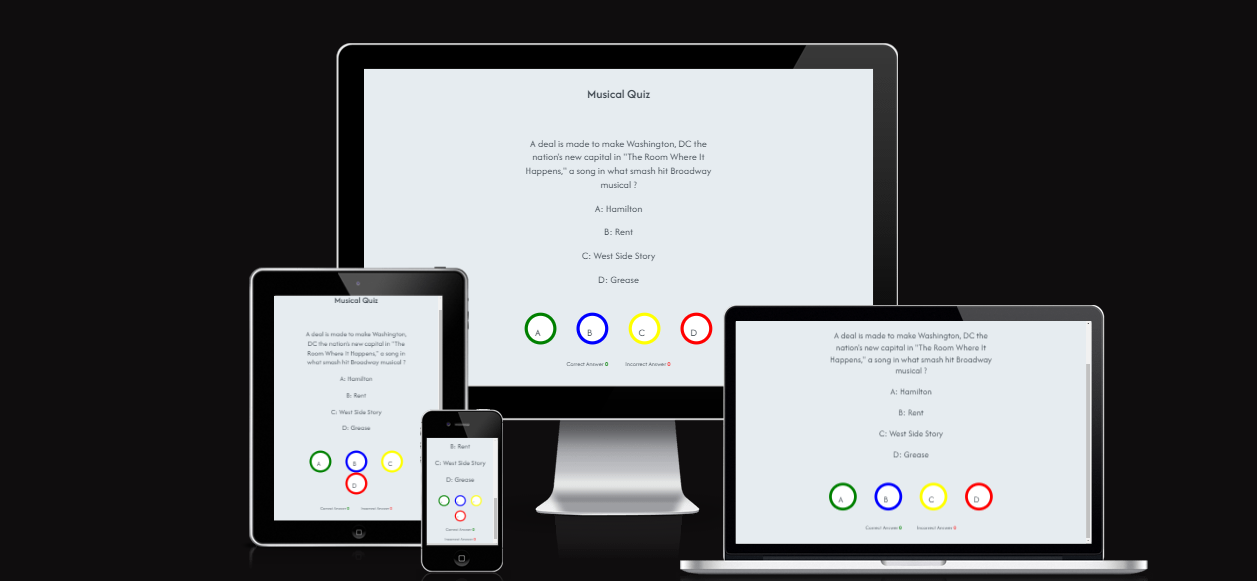 Musical Quiz
A deal is made to make Washington, DC the
nation's new capital in "The Room Where It
Happens," a song in what smash hit Broadway
musical ?
A: Hamilton
B: Rent
C: West Side Story
D: Grease
A B C D
Correct Answer 0 Incorrect Answer 0
Musical Quiz
A deal is made to make Washington,
DC the nation's new capital in "The
Room Where It Happens," a song in
what smash hit Broadway musical ?
A: Hamilton
B: Rent
C: West Side Story
D: Grease
A B C
D
Correct Answer 0 Incorrect Answer 0
B: Rent
C: West Side Story
D: Grease
Correct Answer 0
Incorrect Answer 0
A deal is made to make Washington, DC the
nation's new capital in "The Room Where It
Happens," a song in what smash hit Broadway
musical ?
A: Hamilton
B: Rent
C: West Side Story
D: Grease
A B C D
Correct Answer 0 Incorrect Answer 0